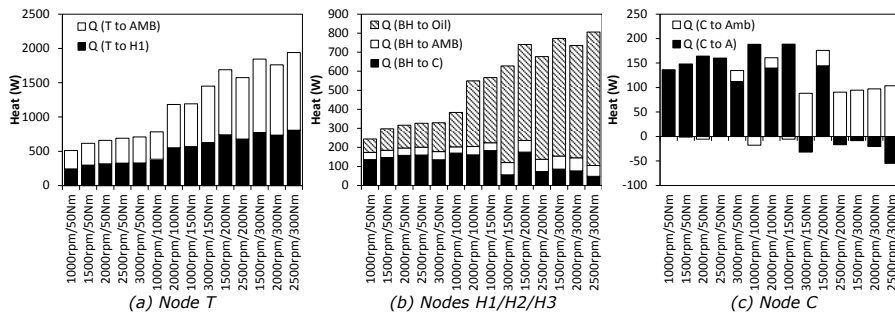 2500
2000
1500
1000
500
0
Heat (W)
Q (T to AMB)
Q (T to H1)
1000rpm/50Nm
1500rpm/50Nm
2000rpm/50Nm
2500rpm/50Nm
3000rpm/50Nm
1000rpm/100Nm
2000rpm/100Nm
1000rpm/150Nm
3000rpm/150Nm
1500rpm/200Nm
2500rpm/200Nm
1500rpm/300Nm
2000rpm/300Nm
2500rpm/300Nm
(a) Node T
900
800
700
600
500
400
300
200
100
0
Heat (W)
Q (BH to Oil)
Q (BH to AMB)
Q (BH to C)
1000rpm/50Nm
1500rpm/50Nm
2000rpm/50Nm
2500rpm/50Nm
3000rpm/50Nm
1000rpm/100Nm
2000rpm/100Nm
1000rpm/150Nm
3000rpm/150Nm
1500rpm/200Nm
2500rpm/200Nm
1500rpm/300Nm
2000rpm/300Nm
2500rpm/300Nm
(b) Nodes H1/H2/H3
250
200
150
100
50
0
-50
-100
Heat (W)
Q (C to Amb)
Q (C to A)
1000rpm/50Nm
1500rpm/50Nm
2000rpm/50Nm
2500rpm/50Nm
3000rpm/50Nm
1000rpm/100Nm
2000rpm/100Nm
1000rpm/150Nm
3000rpm/150Nm
1500rpm/200Nm
2500rpm/200Nm
1500rpm/300Nm
2000rpm/300Nm
2500rpm/300Nm
(c) Node C